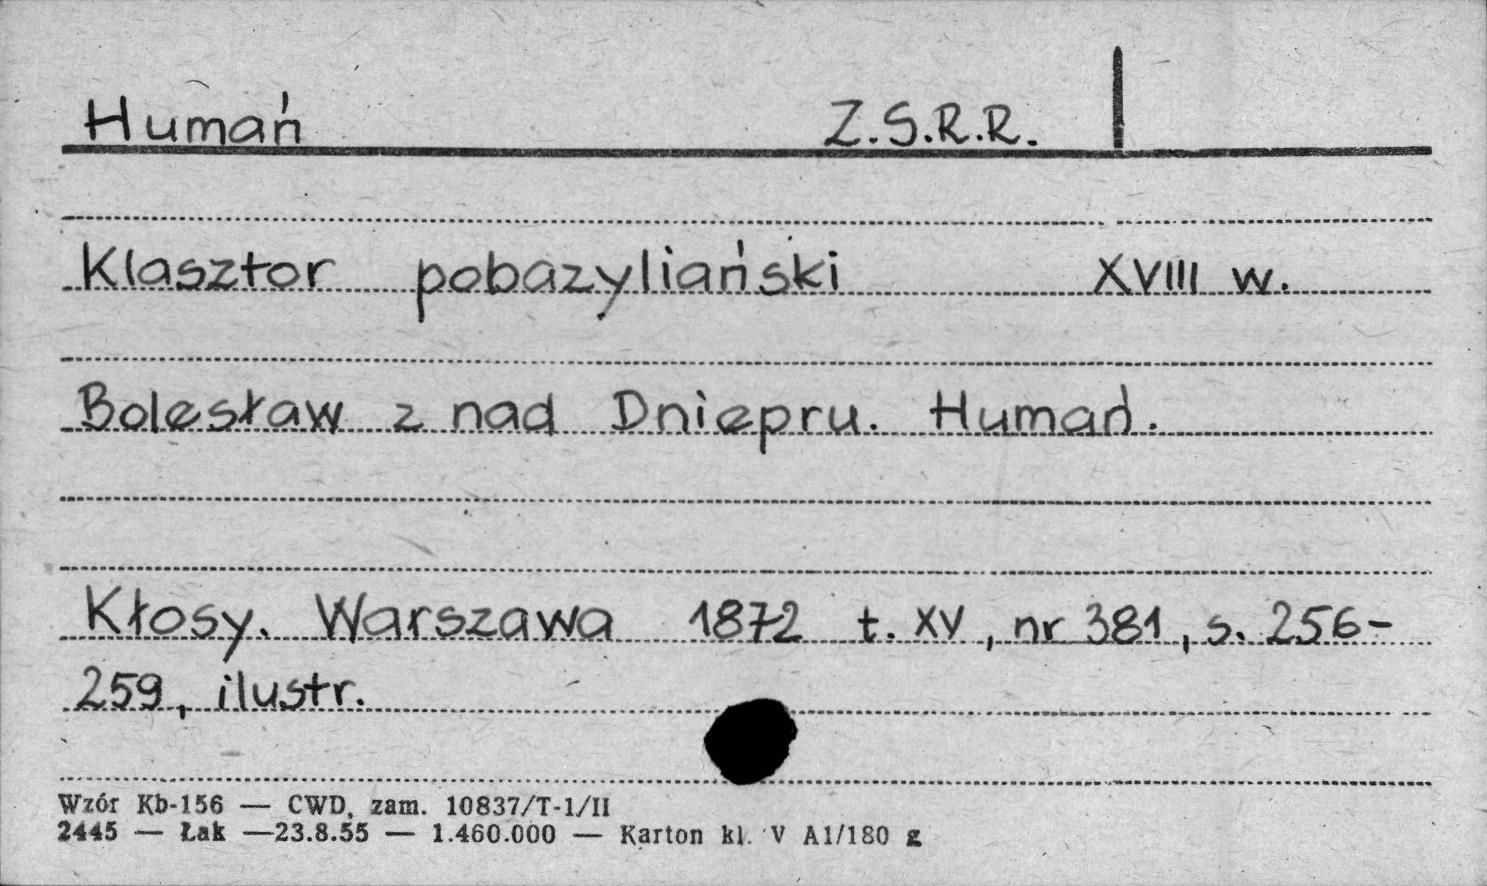 Humań Z.S.R.R.
Klasztor pobazyliański XVIII w.
Bolesław z nad Dniepru. Humań.
Kłosy. Warszawa 1872 t. XV, nr 381, s. 256-
259, ilustr.
Wzór Kb-156 — CWD, zam. 10837/T-1/II
2445 — Łak —23.8.55 — 1.460.000 — Karton kl. V A1/180 g